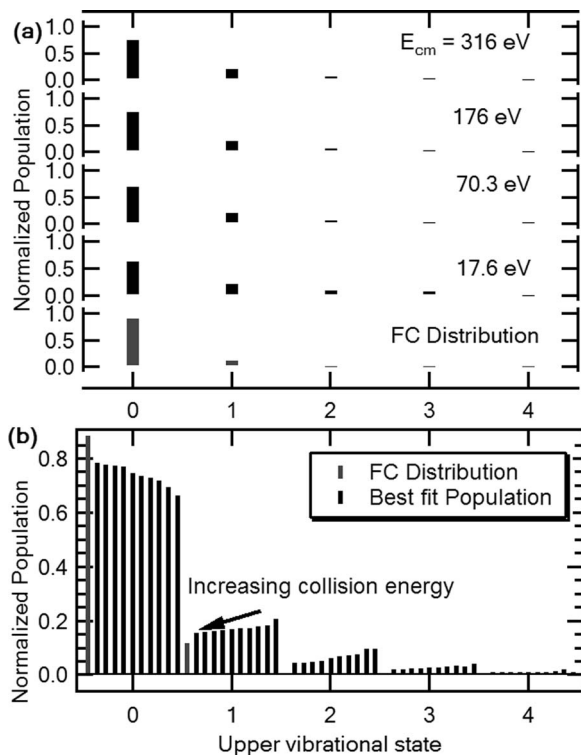 (a)
1.0
0.5
0.0
E_cm = 316 eV
1.0
0.5
0.0
176 eV
1.0
0.5
0.0
70.3 eV
1.0
0.5
0.0
17.6 eV
1.0
0.5
0.0
FC Distribution
Normalized Population
0 1 2 3 4
(b)
0.8
0.6
0.4
0.2
0.0
Normalized Population
FC Distribution
Best fit Population
Increasing collision energy
0 1 2 3 4
Upper vibrational state